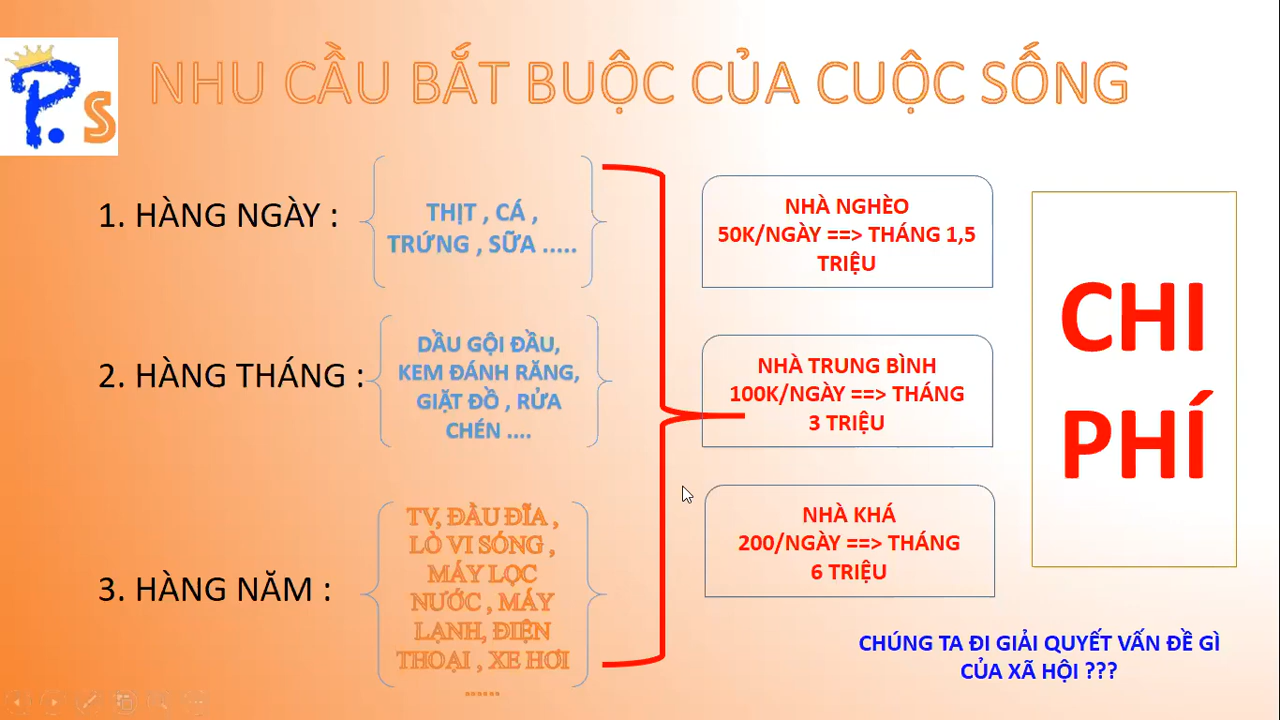 P.S
NHU CẦU BẮT BUỘC CỦA CUỘC SỐNG
1. HÀNG NGÀY :
THỊT , CÁ ,
TRỨNG , SỮA .....
2. HÀNG THÁNG :
DẦU GỘI ĐẦU,
KEM ĐÁNH RĂNG,
GIẶT ĐỒ , RỬA
CHÉN ....
3. HÀNG NĂM :
TV, ĐẦU ĐĨA ,
LÒ VI SÓNG ,
MÁY LỌC
NƯỚC , MÁY
LẠNH, ĐIỆN
THOẠI , XE HƠI
......
NHÀ NGHÈO
50K/NGÀY ==> THÁNG 1,5
TRIỆU
NHÀ TRUNG BÌNH
100K/NGÀY ==> THÁNG
3 TRIỆU
NHÀ KHÁ
200/NGÀY ==> THÁNG
6 TRIỆU
CHI
PHÍ
CHÚNG TA ĐI GIẢI QUYẾT VẤN ĐỀ GÌ
CỦA XÃ HỘI ???